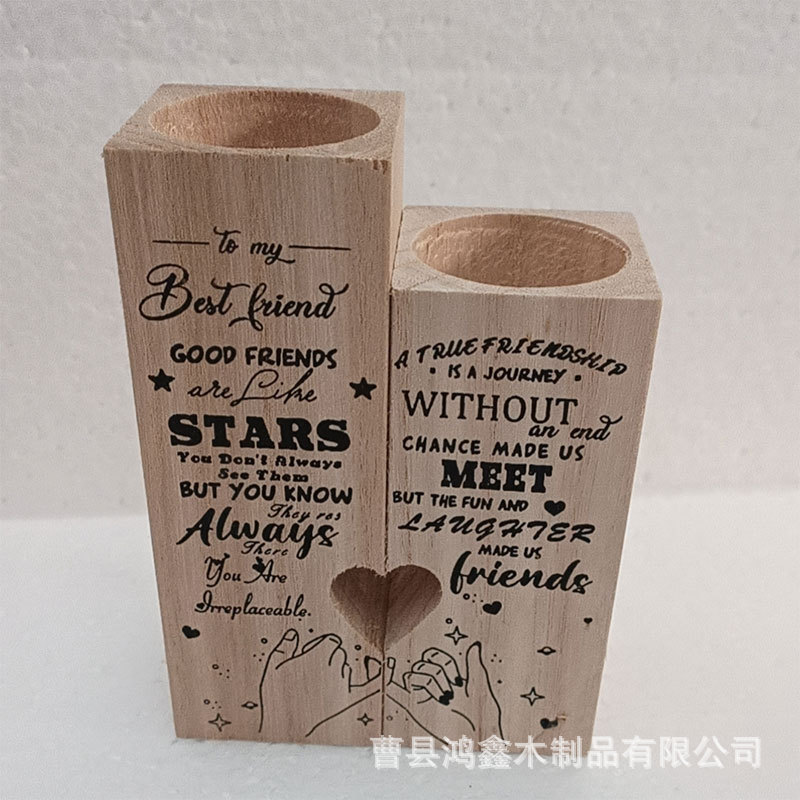 to my
Best friend
GOOD FRIENDS
are Like
STARS
You Don't Always
See Them
BUT YOU KNOW
They res
Always
There
You Are
Irreplaceable.
A TRUE FRIENDSHIP
IS A JOURNEY
WITHOUT
an end
CHANCE MADE US
MEET
BUT THE FUN AND
LAUGHTER
MADE US
friends
曹县鸿鑫木制品有限公司